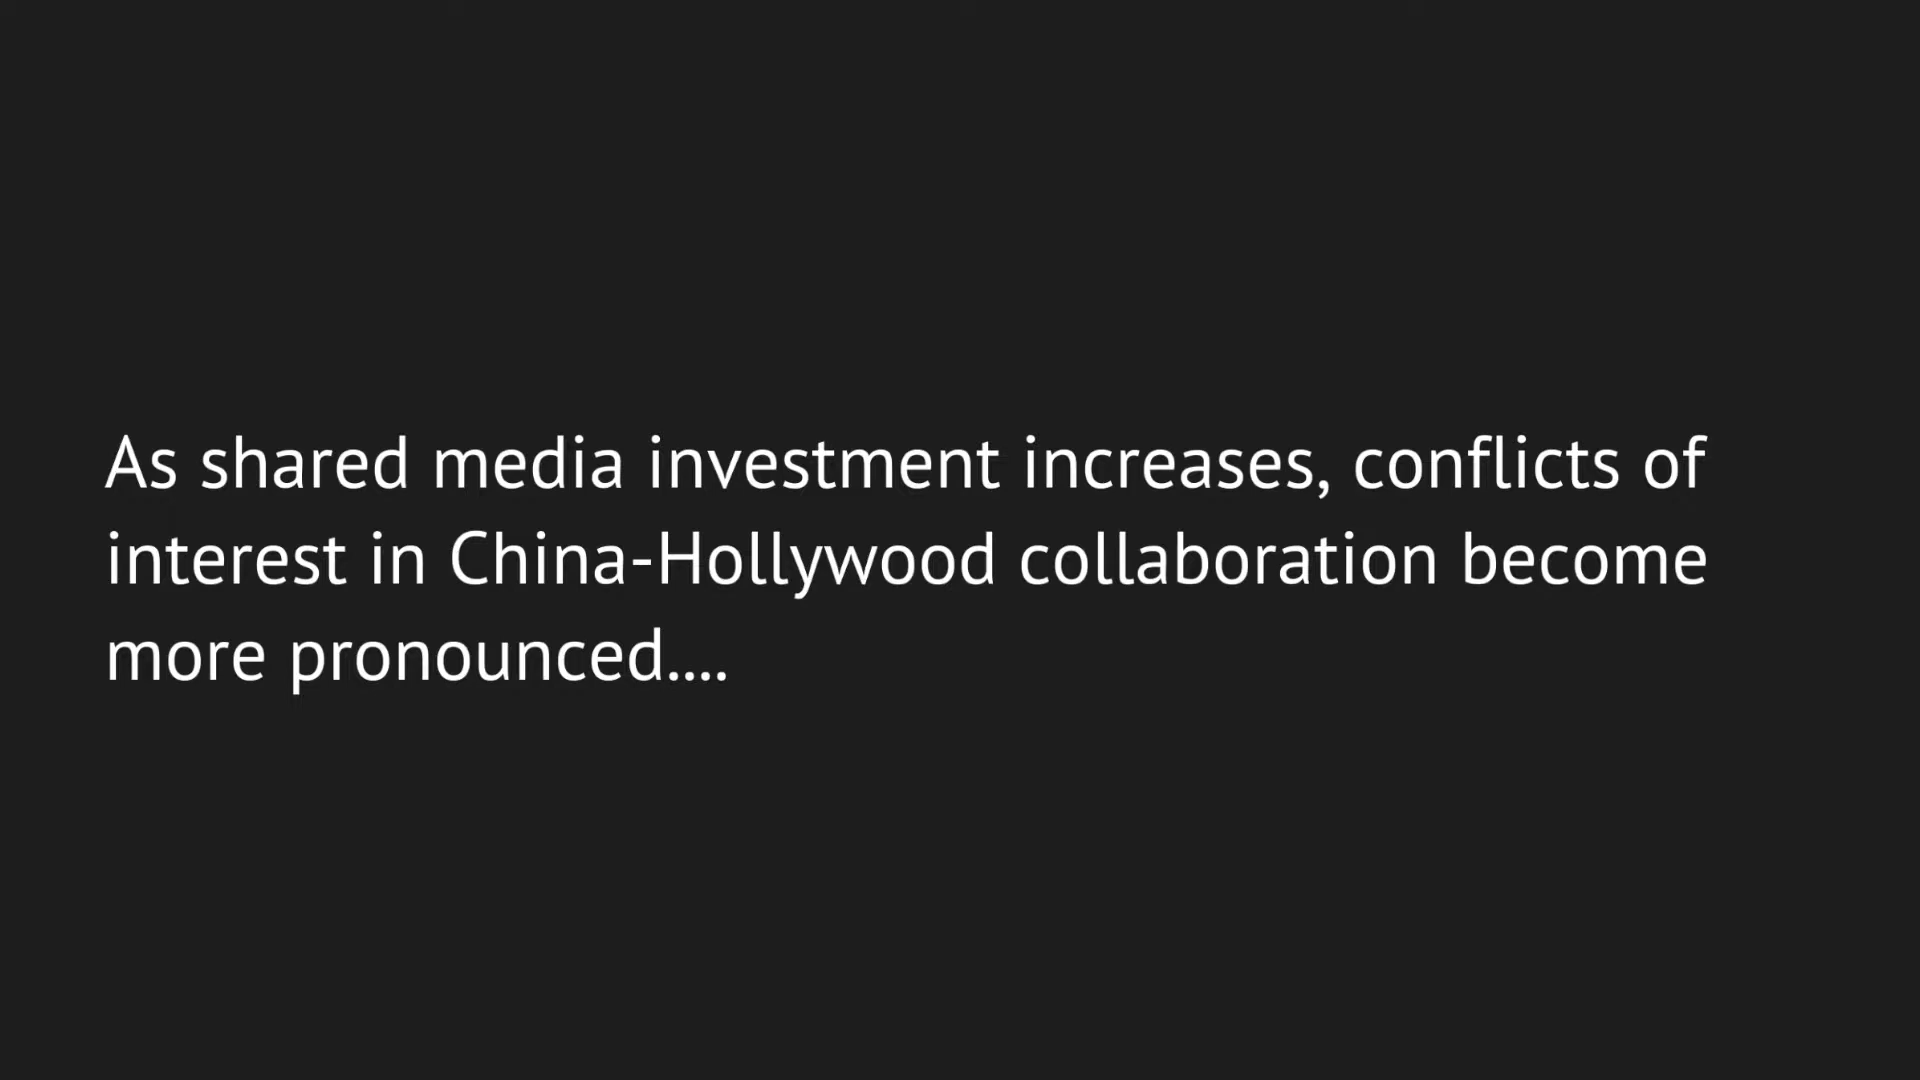 As shared media investment increases, conflicts of
interest in China-Hollywood collaboration become
more pronounced....